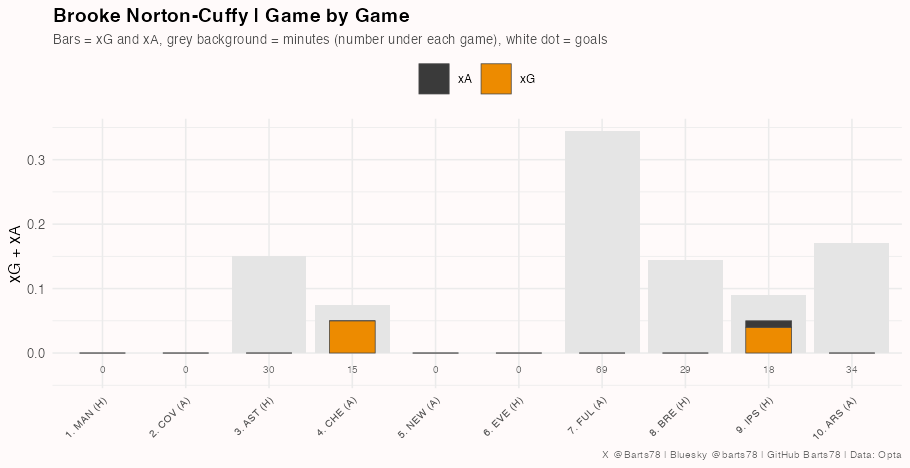 Brooke Norton-Cuffy | Game by Game
Bars = xG and xA, grey background = minutes (number under each game), white dot = goals
xA xG
xG + xA
0.3
0.2
0.1
0.0
0 0 30 15 0 0 69 29 18 34
1. MAN (H)
2. COV (A)
3. AST (H)
4. CHE (A)
5. NEW (A)
6. EVE (H)
7. FUL (A)
8. BRE (H)
9. IPS (H)
10. ARS (A)
X @Barts78 | Bluesky @barts78 | GitHub Barts78 | Data: Opta